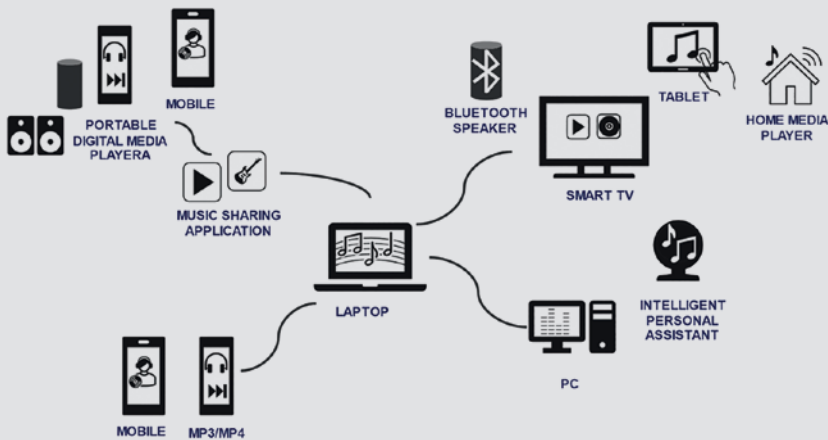 MOBILE
PORTABLE
DIGITAL MEDIA
PLAYERA
MUSIC SHARING
APPLICATION
BLUETOOTH
SPEAKER
TABLET
HOME MEDIA
PLAYER
SMART TV
LAPTOP
INTELLIGENT
PERSONAL
ASSISTANT
PC
MOBILE
MP3/MP4